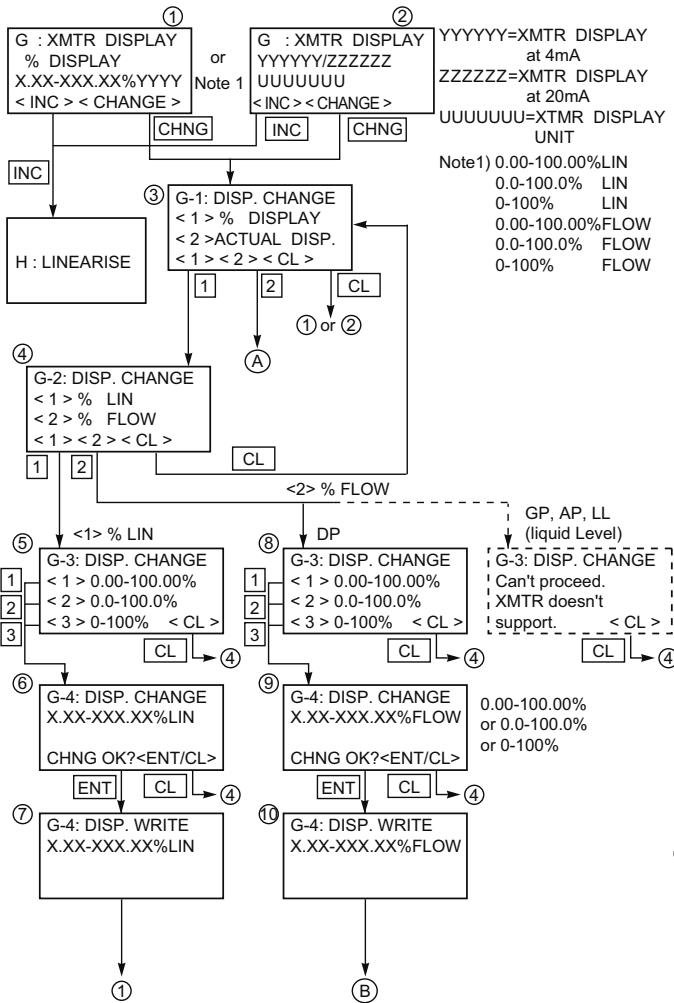 ①
G : XMTR DISPLAY
% DISPLAY
X.XX-XXX.XX%YYYY
< INC > < CHANGE >
or
Note 1
②
G : XMTR DISPLAY
YYYYYY/ZZZZZZ
UUUUUUU
< INC > < CHANGE >
YYYYYY=XMTR DISPLAY
at 4mA
ZZZZZZ=XMTR DISPLAY
at 20mA
UUUUUUU=XTMR DISPLAY
UNIT
Note1) 0.00-100.00%LIN
0.0-100.0% LIN
0-100% LIN
0.00-100.00%FLOW
0.0-100.0% FLOW
0-100% FLOW
CHNG
INC
CHNG
INC
H : LINEARISE
③
G-1: DISP. CHANGE
< 1 > % DISPLAY
< 2 >ACTUAL DISP.
< 1 > < 2 > < CL >
1
2
CL
① or ②
A
④
G-2: DISP. CHANGE
< 1 > % LIN
< 2 > % FLOW
< 1 > < 2 > < CL >
1
2
CL
<2> % FLOW
<1> % LIN
DP
GP, AP, LL
(liquid Level)
⑤
G-3: DISP. CHANGE
< 1 > 0.00-100.00%
< 2 > 0.0-100.0%
< 3 > 0-100% < CL >
1
2
3
CL
④
⑧
G-3: DISP. CHANGE
< 1 > 0.00-100.00%
< 2 > 0.0-100.0%
< 3 > 0-100% < CL >
1
2
3
CL
④
G-3: DISP. CHANGE
Can't proceed.
XMTR doesn't
support. < CL >
CL
④
⑥
G-4: DISP. CHANGE
X.XX-XXX.XX%LIN
CHNG OK?<ENT/CL>
ENT
CL
④
⑨
G-4: DISP. CHANGE
X.XX-XXX.XX%FLOW
CHNG OK?<ENT/CL>
0.00-100.00%
or 0.0-100.0%
or 0-100%
ENT
CL
④
⑦
G-4: DISP. WRITE
X.XX-XXX.XX%LIN
⑩
G-4: DISP. WRITE
X.XX-XXX.XX%FLOW
①
B